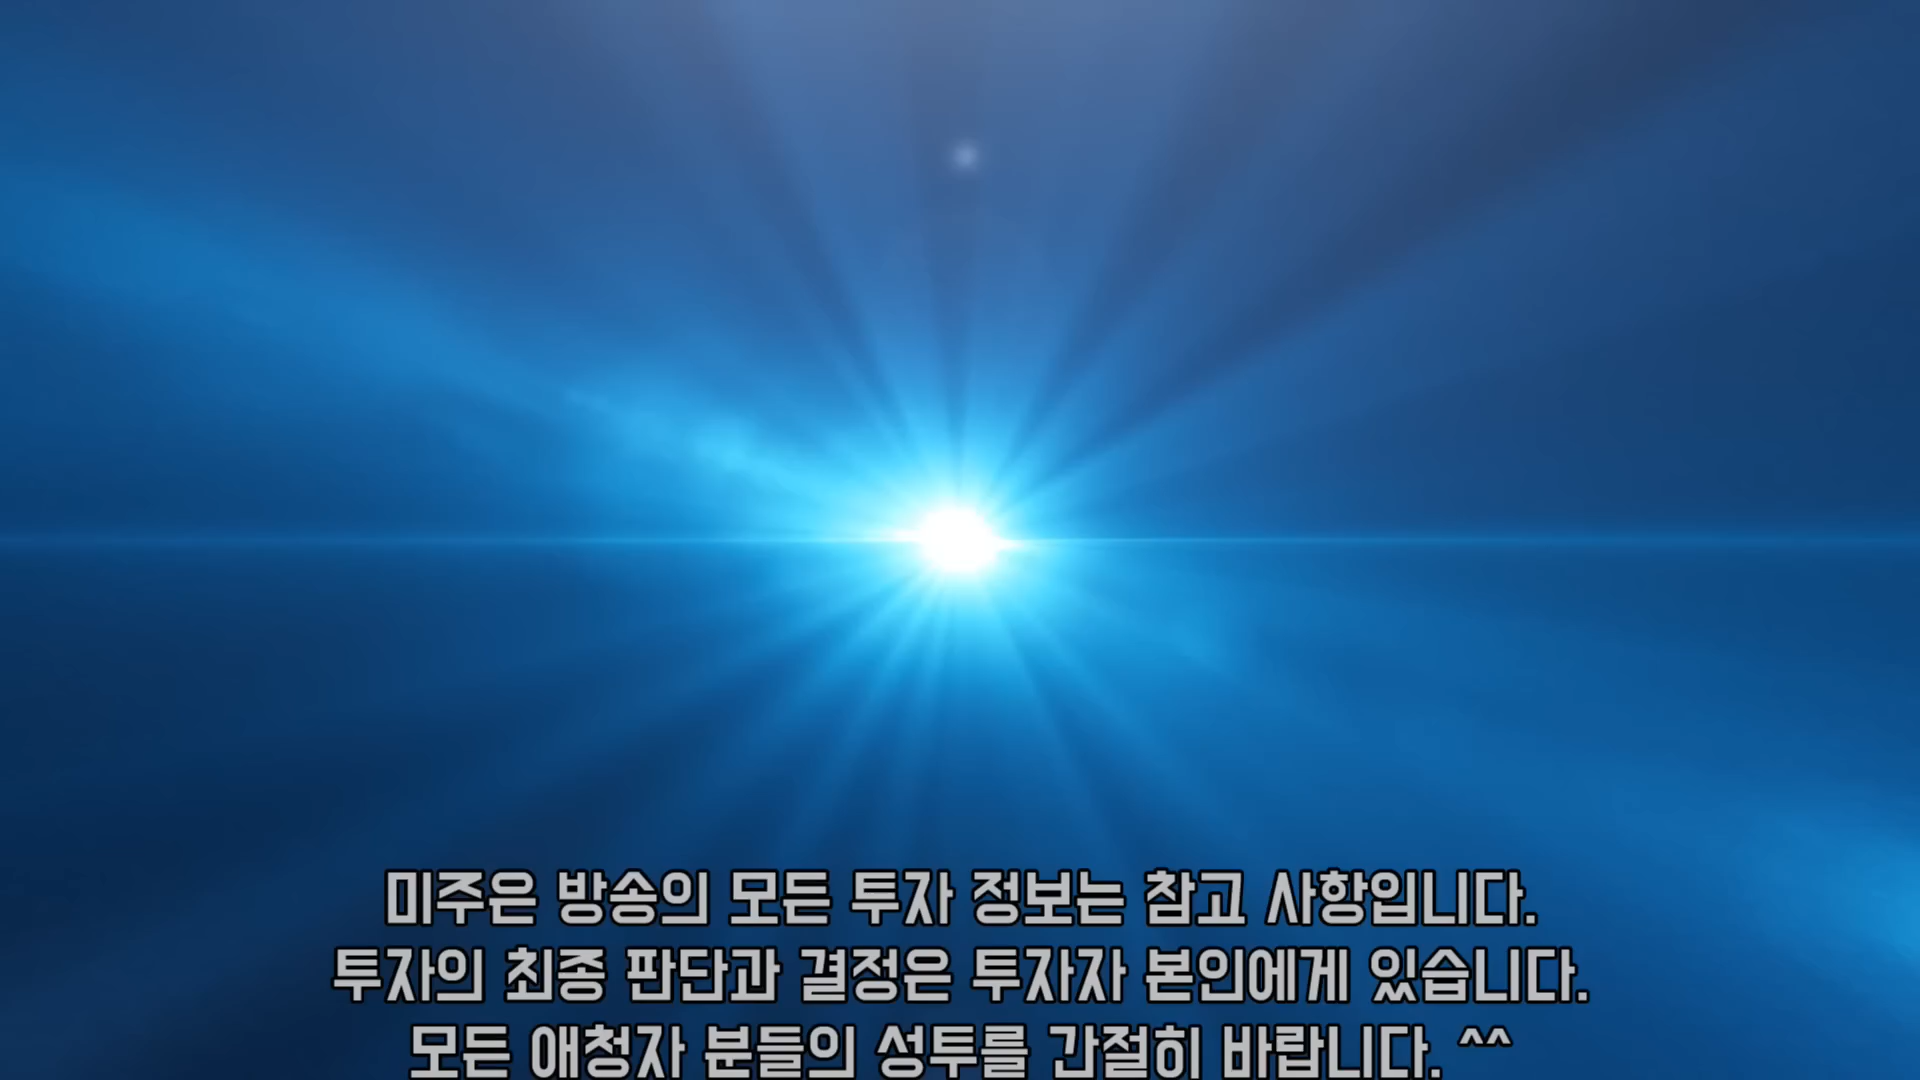 미주은 방송의 모든 투자 정보는 참고 사항입니다.
투자의 최종 판단과 결정은 투자자 본인에게 있습니다.
모든 애청자 분들의 성투를 간절히 바랍니다. ^^